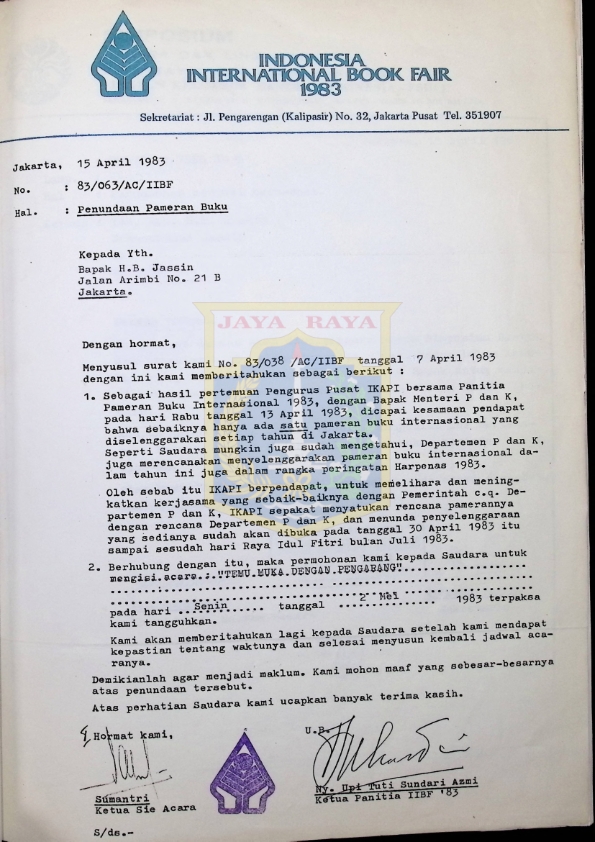 INDONESIA
INTERNATIONAL BOOK FAIR
1983
Sekretariat : Jl. Pengarengan (Kalipasir) No. 32, Jakarta Pusat Tel. 351907
Jakarta, 15 April 1983
No. : 83/063/AC/IIBF
Hal. : Penundaan Pameran Buku
Kepada Yth.
Bapak H.B. Jassin
Jalan Arimbi No. 21 B
Jakarta.
JAYA RAYA
Dengan hormat,
Menyusul surat kami No. 83/038 /AC/IIBF tanggal 7 April 1983
dengan ini kami memberitahukan sebagai berikut :
1. Sebagai hasil pertemuan Pengurus Pusat IKAPI bersama Panitia
Pameran Buku Internasional 1983, dengan Bapak Menteri P dan K,
pada hari Rabu tanggal 13 April 1983, dicapai kesamaan pendapat
bahwa sebaiknya hanya ada satu pameran buku internasional yang
diselenggarakan setiap tahun di Jakarta.
Seperti Saudara mungkin juga sudah mengetahui, Departemen P dan K,
juga merencanakan menyelenggarakan pameran buku internasional da-
lam tahun ini juga dalam rangka peringatan Harpenas 1983.
Oleh sebab itu IKAPI berpendapat, untuk memelihara dan mening-
katkan kerjasama yang sebaik-baiknya dengan Pemerintah c.q. De-
partemen P dan K, IKAPI sepakat menyatukan rencana pamerannya
dengan rencana Departemen P dan K, dan menunda penyelenggaraan
yang sedianya sudah akan dibuka pada tanggal 30 April 1983 itu
sampai sesudah hari Raya Idul Fitri bulan Juli 1983.
2. Berhubung dengan itu, maka permohonan kami kepada Saudara untuk
mengisi acara : "TEMU MUKA DENGAN PENGARANG"
pada hari ...Senin..... tanggal .....2 Mei..... 1983 terpaksa
kami tangguhkan.
Kami akan memberitahukan lagi kepada Saudara setelah kami mendapat
kepastian tentang waktunya dan selesai menyusun kembali jadwal aca-
ranya.
Demikianlah agar menjadi maklum. Kami mohon maaf yang sebesar-besarnya
atas penundaan tersebut.
Atas perhatian Saudara kami ucapkan banyak terima kasih.
Hormat kami,
Sumantri
Ketua Sie Acara
Ny. Upi Tuti Sundari Azmi
Ketua Panitia IIBF '83
S/ds.-